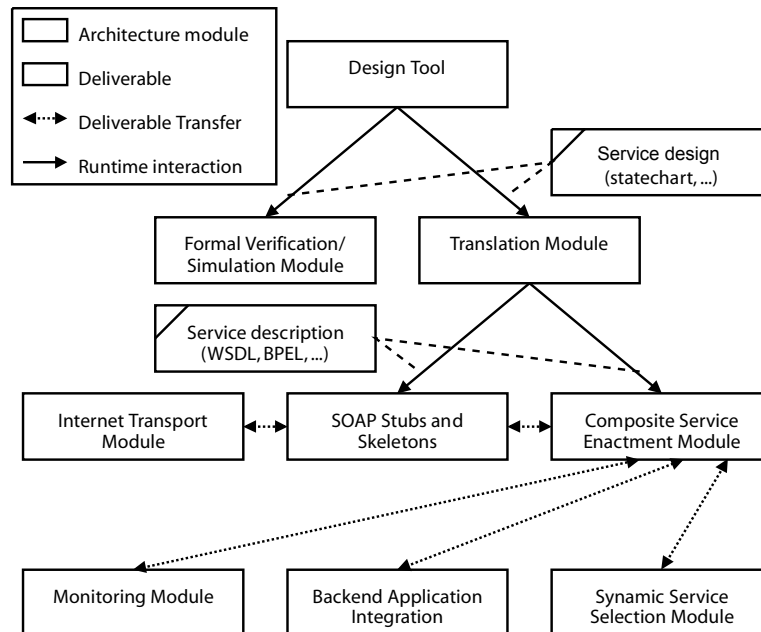 Architecture module
Deliverable
Deliverable Transfer
Runtime interaction
Design Tool
Service design
(statechart, ...)
Formal Verification/
Simulation Module
Translation Module
Service description
(WSDL, BPEL, ...)
Internet Transport
Module
SOAP Stubs and
Skeletons
Composite Service
Enactment Module
Monitoring Module
Backend Application
Integration
Synamic Service
Selection Module